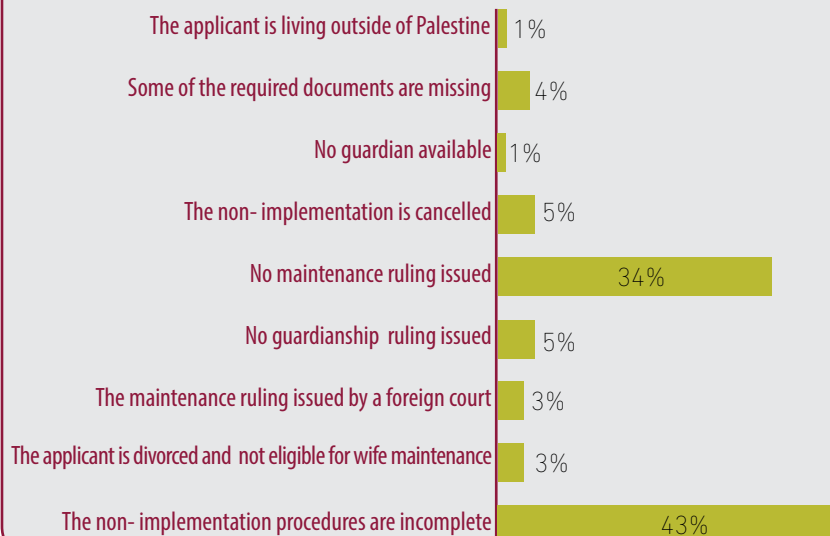 The applicant is living outside of Palestine 1%
Some of the required documents are missing 4%
No guardian available 1%
The non- implementation is cancelled 5%
No maintenance ruling issued 34%
No guardianship ruling issued 5%
The maintenance ruling issued by a foreign court 3%
The applicant is divorced and not eligible for wife maintenance 3%
The non- implementation procedures are incomplete 43%